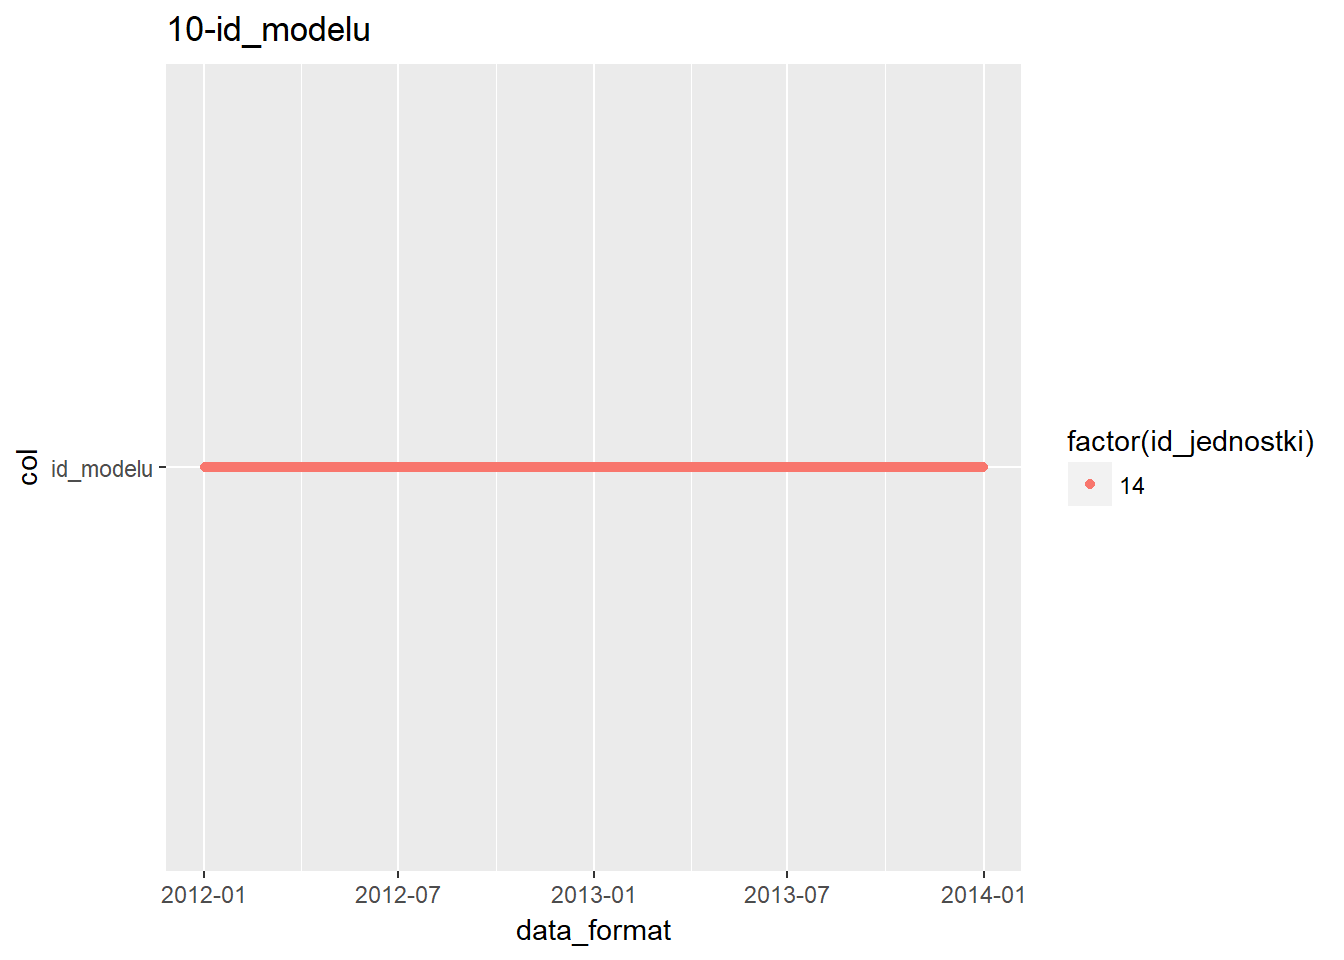 10-id_modelu
col
id_modelu
2012-01
2012-07
2013-01
2013-07
2014-01
data_format
factor(id_jednostki)
14